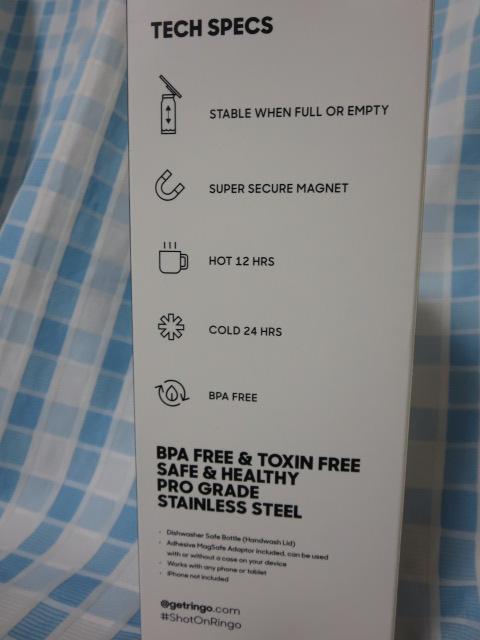 TECH SPECS
STABLE WHEN FULL OR EMPTY
SUPER SECURE MAGNET
HOT 12 HRS
COLD 24 HRS
BPA FREE
BPA FREE & TOXIN FREE
SAFE & HEALTHY
PRO GRADE
STAINLESS STEEL
· Dishwasher Safe Bottle (Handwash Lid)
· Adhesive MagSafe Adaptor included, can be used
with or without a case on your device
· Works with any phone or tablet
· iPhone not included
@getringo.com
#ShotOnRingo